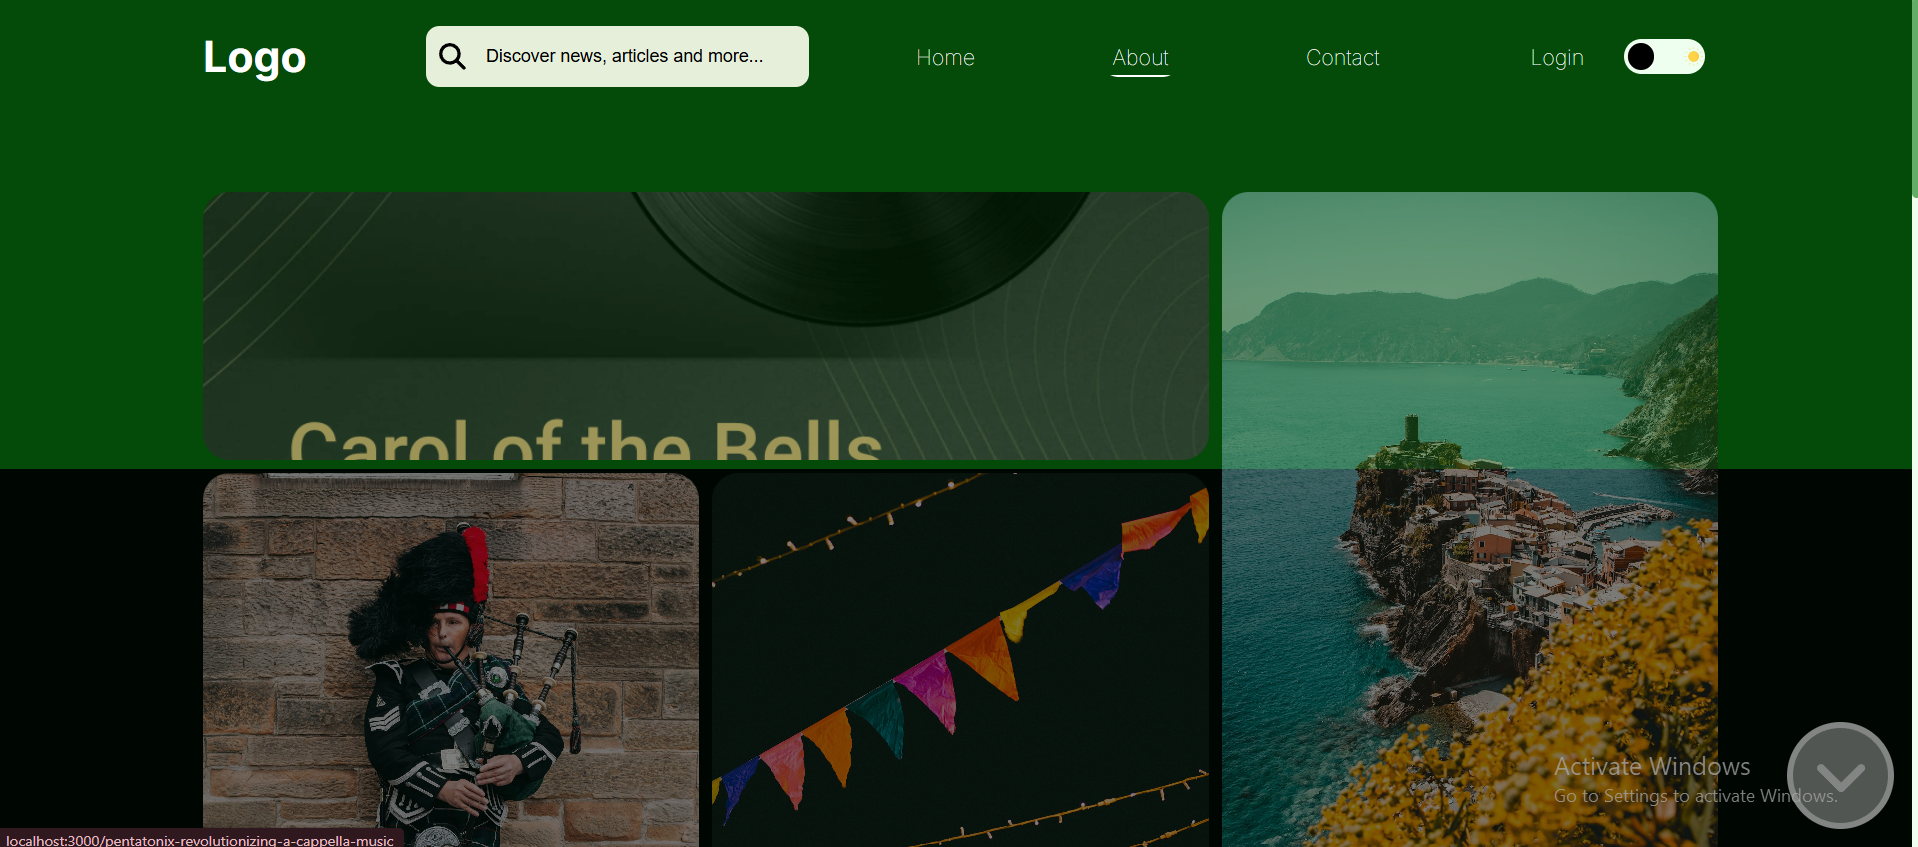 Logo
Discover news, articles and more...
Home
About
Contact
Login
Carol of the Bells
Activate Windows
Go to Settings to activate Windows.
localhost:3000/pentatonix-revolutionizing-a-cappella-music